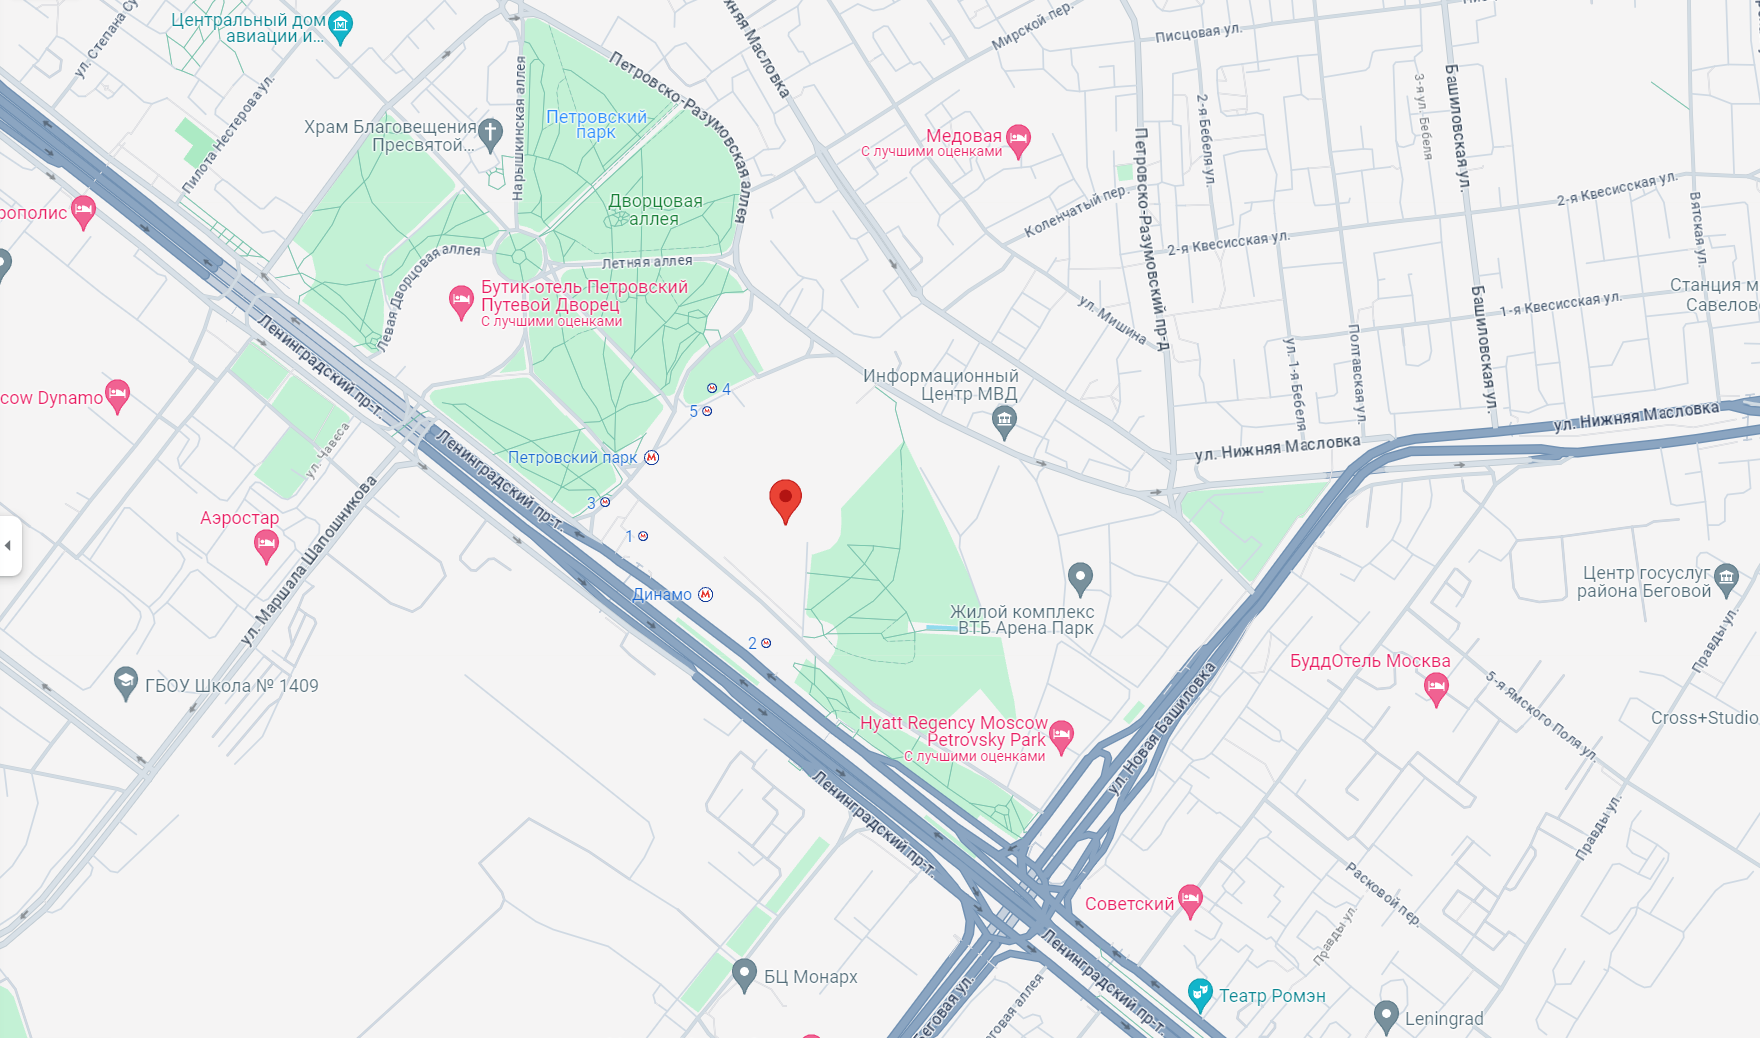 Центральный дом
авиации и...
ул. Степана Су
Пилота Нестерова ул.
Храм Благовещения
Пресвятой...
Нарышкинская аллея
Петровский
парк
Петровско-Разумовская аллея
Дворцовая
аллея
Летняя аллея
Левая Дворцовая аллея
Бутик-отель Петровский
Путевой Дворец
С лучшими оценками
рополис
cow Dynamo
Ленинградский пр-т.
Ленинградский пр-т.
Ленинградский пр-т.
Ленинградский пр-т.
жняя Масловка
Мирской пер.
Писцовая ул.
Медовая
С лучшими оценками
Коленчатый пер.
Петровско-Разумовский пр-д
2-я Бебеля ул.
3-я ул. Бебеля
Башиловская ул.
Башиловская ул.
2-я Квесисская ул.
2-я Квесисская ул.
Вятская ул.
1-я Квесисская ул.
Станция м
Савелово
ул. Мишина
ул. 1-я Бебеля
Полтавская ул.
Информационный
Центр МВД
ул. Нижняя Масловка
ул. Нижняя Масловка
4
5
Петровский парк
3
1
Динамо
2
ул. Чавеса
ул. Маршала Шапошникова
Аэростар
ГБОУ Школа № 1409
Жилой комплекс
ВТБ Арена Парк
Центр госуслуг
района Беговой
Правды ул.
Правды ул.
Правды ул.
БуддОтель Москва
5-я Ямского Поля ул.
Cross+Studio
Hyatt Regency Moscow
Petrovsky Park
С лучшими оценками
ул. Новая Башиловка
Расковой пер.
Советский
БЦ Монарх
Беговая ул.
еговая аллея
Театр Ромэн
Leningrad